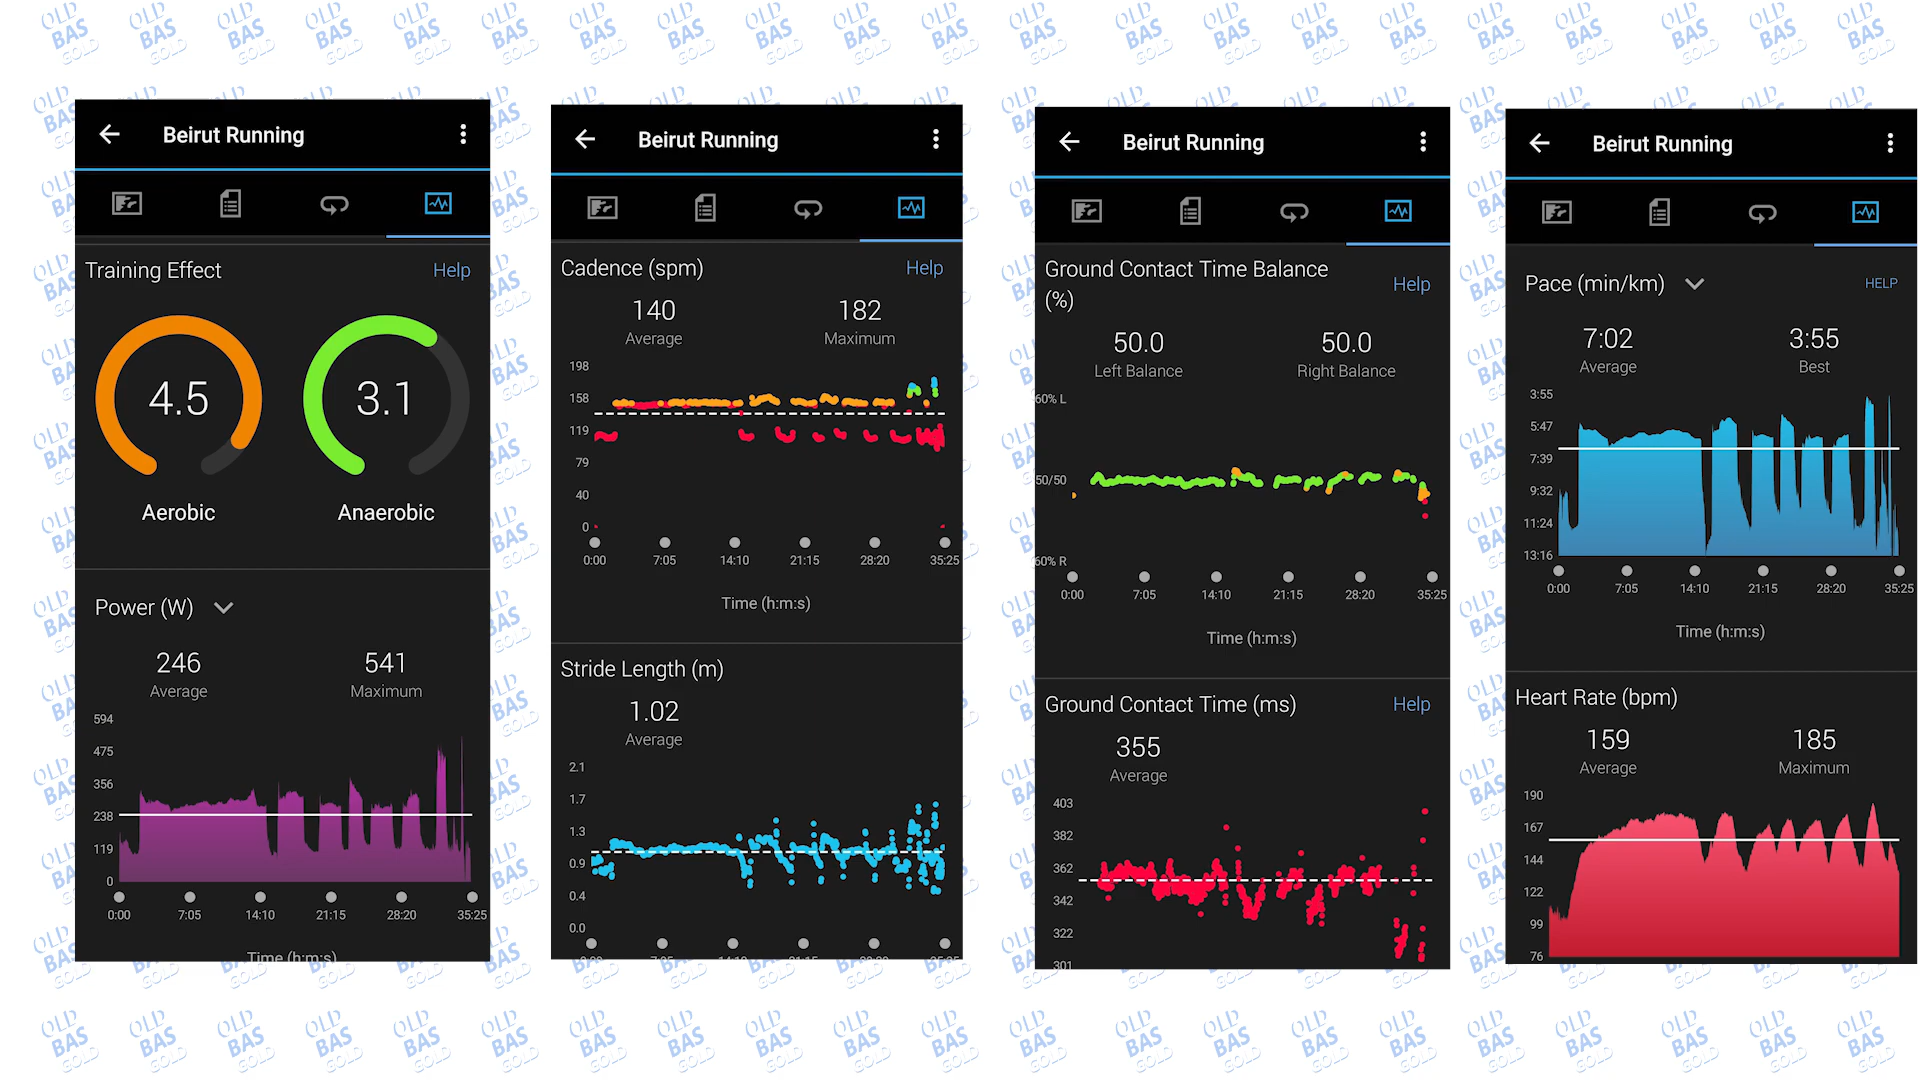 Beirut Running
Training Effect
Help
4.5
3.1
Aerobic
Anaerobic
Power (W)
246
541
Average
Maximum
594
475
356
238
119
0
0:00
7:05
14:10
21:15
28:20
35:25
Time (h:m:s)
Beirut Running
Cadence (spm)
Help
140
182
Average
Maximum
198
158
119
79
40
0
0:00
7:05
14:10
21:15
28:20
35:25
Time (h:m:s)
Stride Length (m)
1.02
Average
2.1
1.7
1.3
0.9
0.4
0.0
Beirut Running
Ground Contact Time Balance
(%)
Help
50.0
50.0
Left Balance
Right Balance
60% L
50/50
60% R
0:00
7:05
14:10
21:15
28:20
35:25
Time (h:m:s)
Ground Contact Time (ms)
Help
355
Average
403
382
362
342
322
301
Beirut Running
Pace (min/km)
HELP
7:02
3:55
Average
Best
3:55
5:47
7:39
9:32
11:24
13:16
0:00
7:05
14:10
21:15
28:20
35:25
Time (h:m:s)
Heart Rate (bpm)
159
185
Average
Maximum
190
167
144
122
99
76
OLD
BAS
GOLD